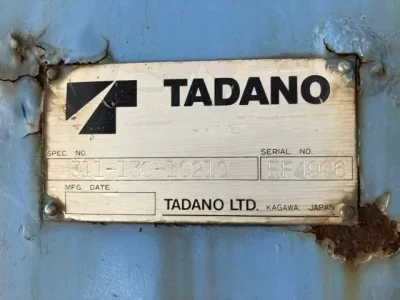 TADANO
SPEC. NO. SERIAL NO.
MFG. DATE
TADANO LTD. KAGAWA, JAPAN